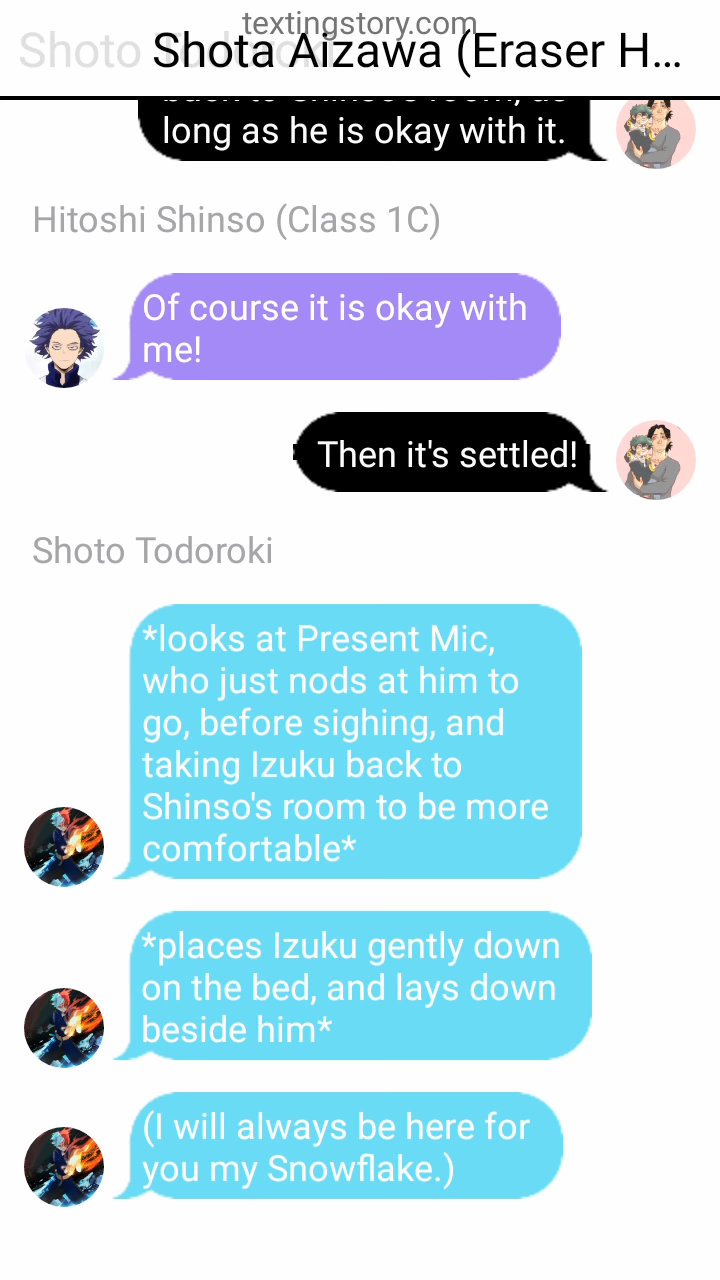 textingstory.com
Shoto Shota Aizawa (Eraser H...
long as he is okay with it.
Hitoshi Shinso (Class 1C)
Of course it is okay with
me!
Then it's settled!
Shoto Todoroki
*looks at Present Mic,
who just nods at him to
go, before sighing, and
taking Izuku back to
Shinso's room to be more
comfortable*
*places Izuku gently down
on the bed, and lays down
beside him*
(I will always be here for
you my Snowflake.)